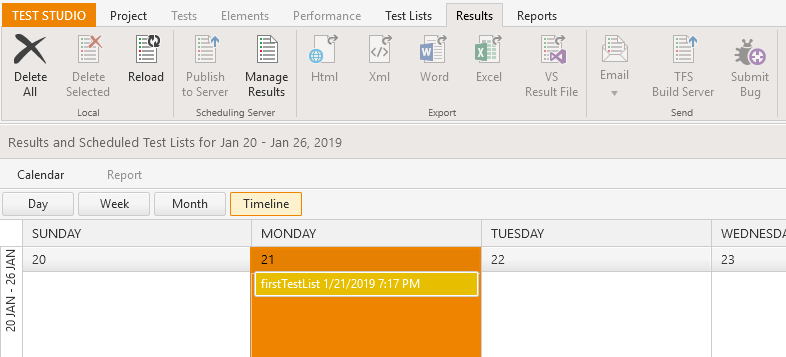 TEST STUDIO Project Tests Elements Performance Test Lists Results Reports
Delete All
Delete Selected
Reload
Publish to Server
Manage Results
Html
Xml
Word
Excel
VS Result File
Email
TFS Build Server
Submit Bug
Local Scheduling Server Export Send
Results and Scheduled Test Lists for Jan 20 - Jan 26, 2019
Calendar Report
Day Week Month Timeline
SUNDAY MONDAY TUESDAY WEDNESDA
20 JAN - 26 JAN
20 21 22 23
firstTestList 1/21/2019 7:17 PM